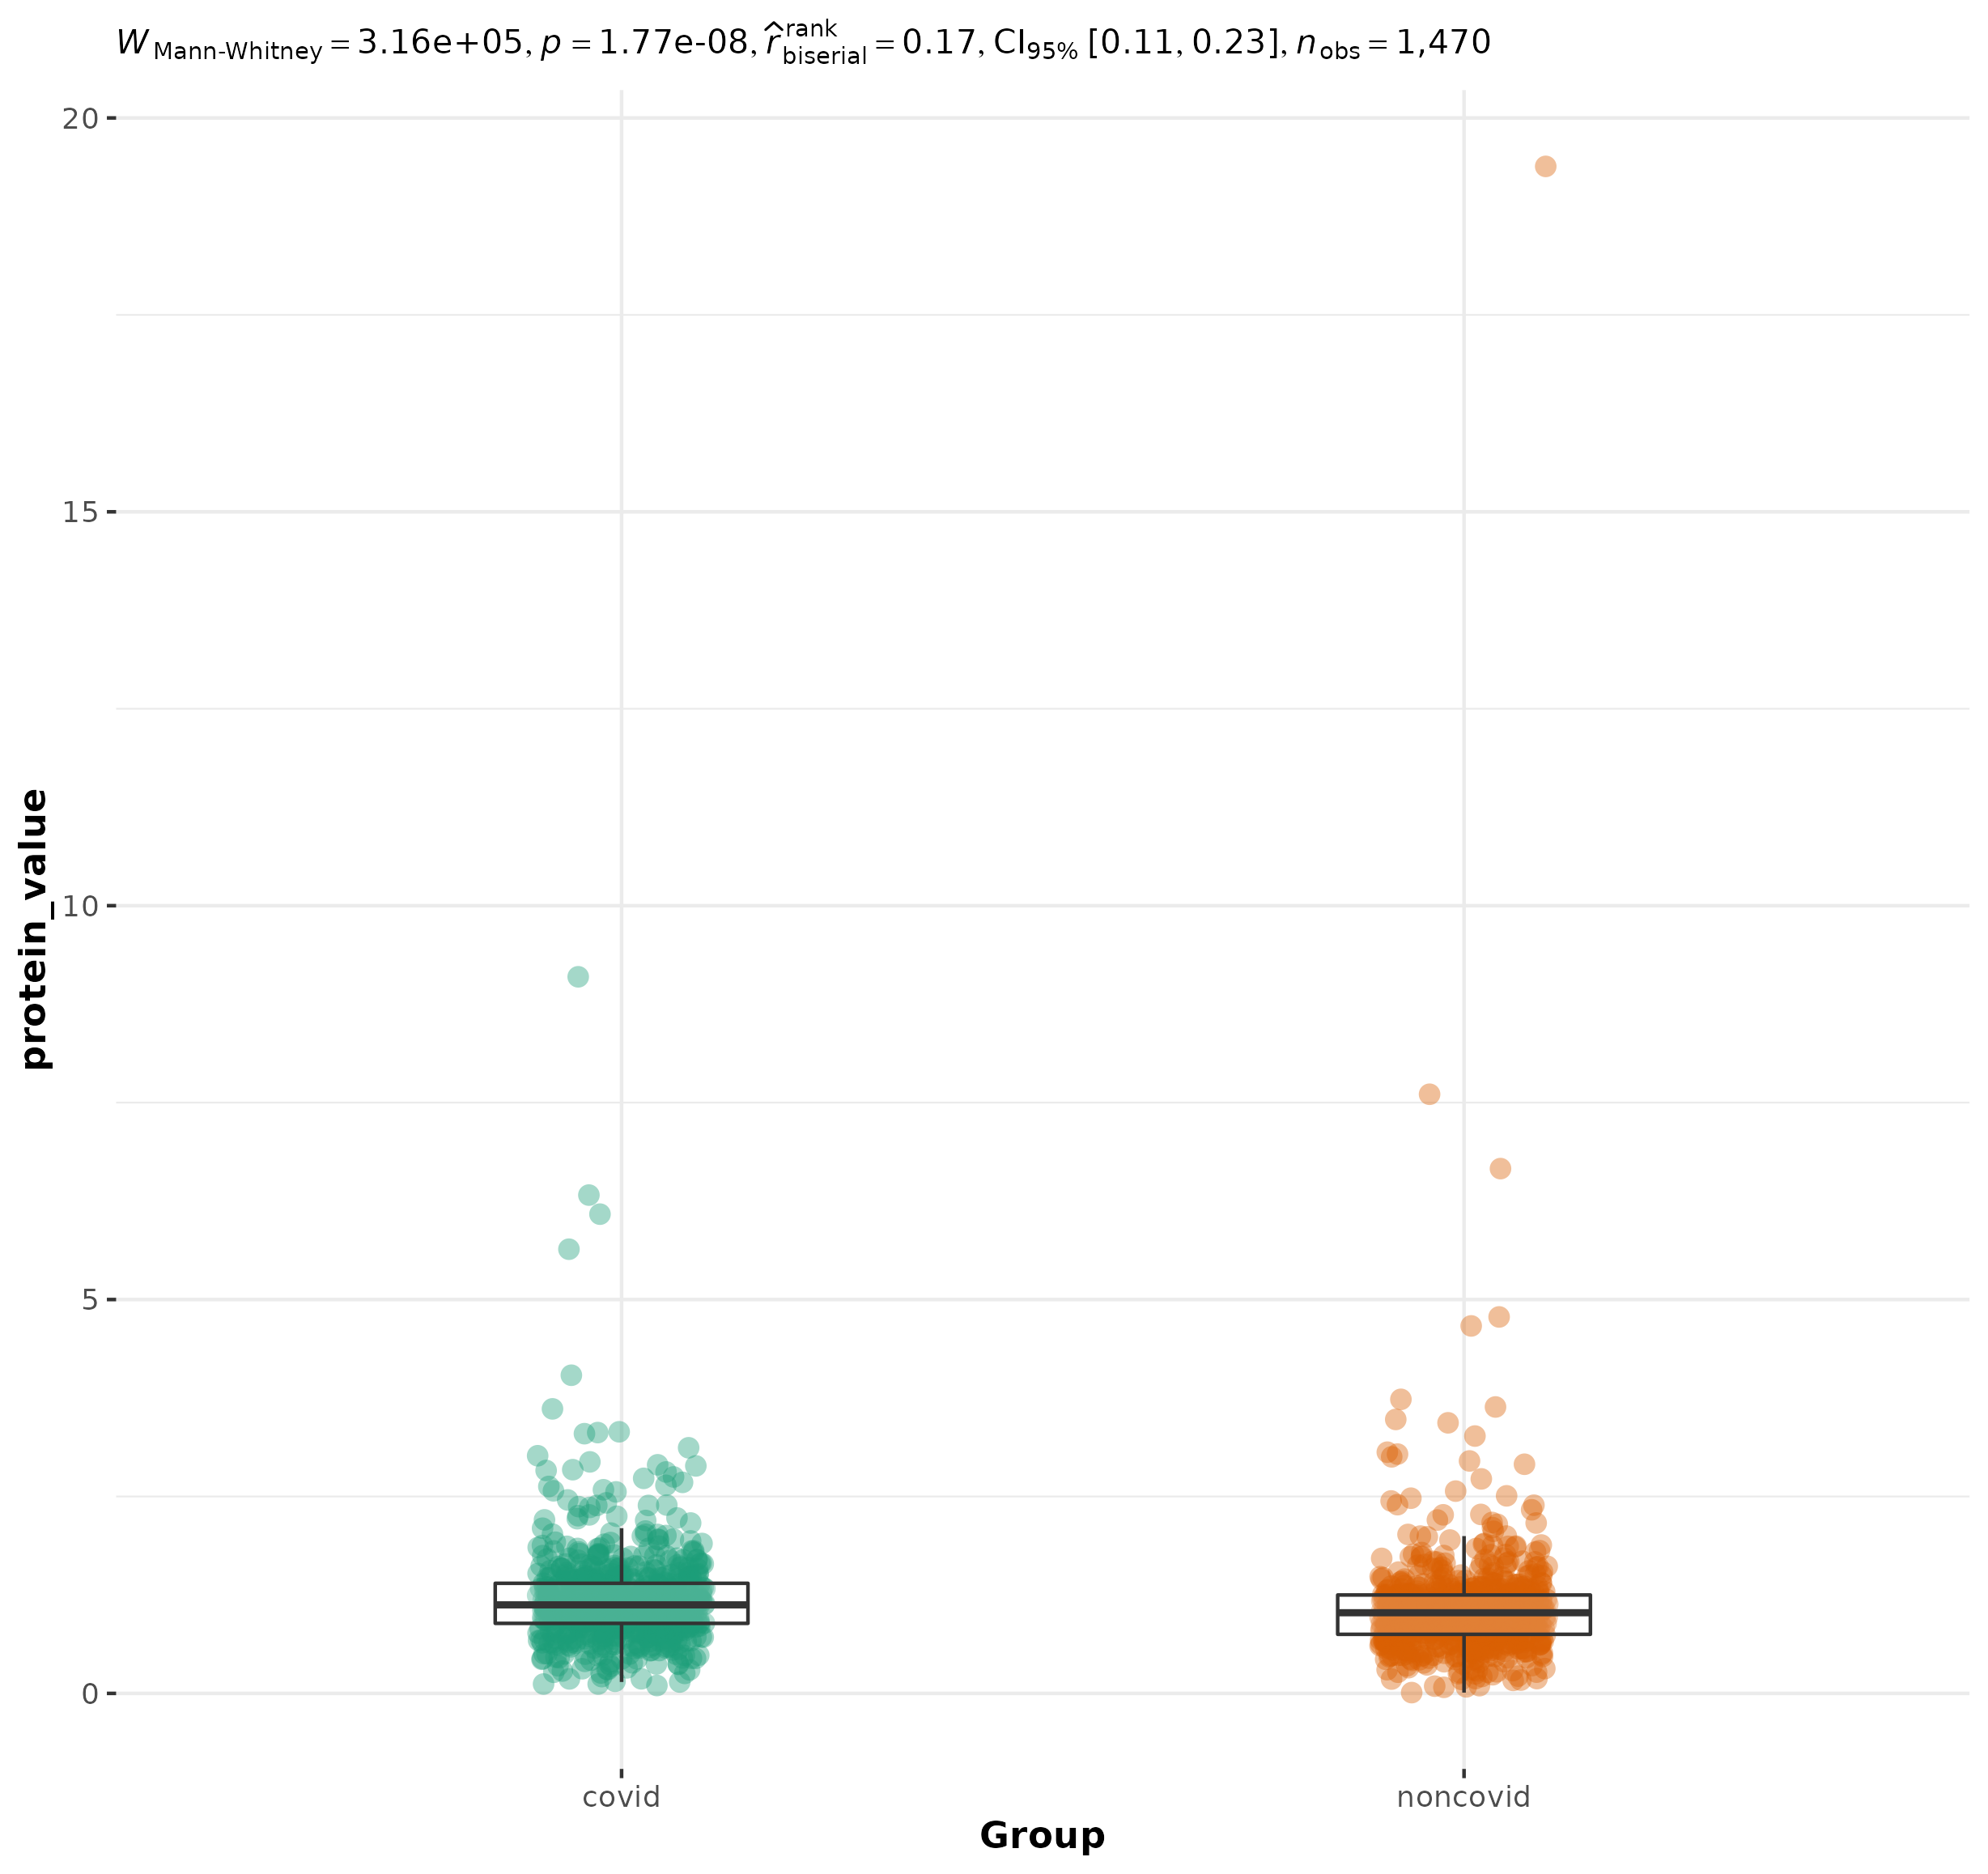 W Mann-Whitney = 3.16e+05, p = 1.77e-08, r̂ rank biserial = 0.17, CI95% [0.11, 0.23], nobs = 1,470
20
15
10
5
0
protein_value
covid noncovid
Group